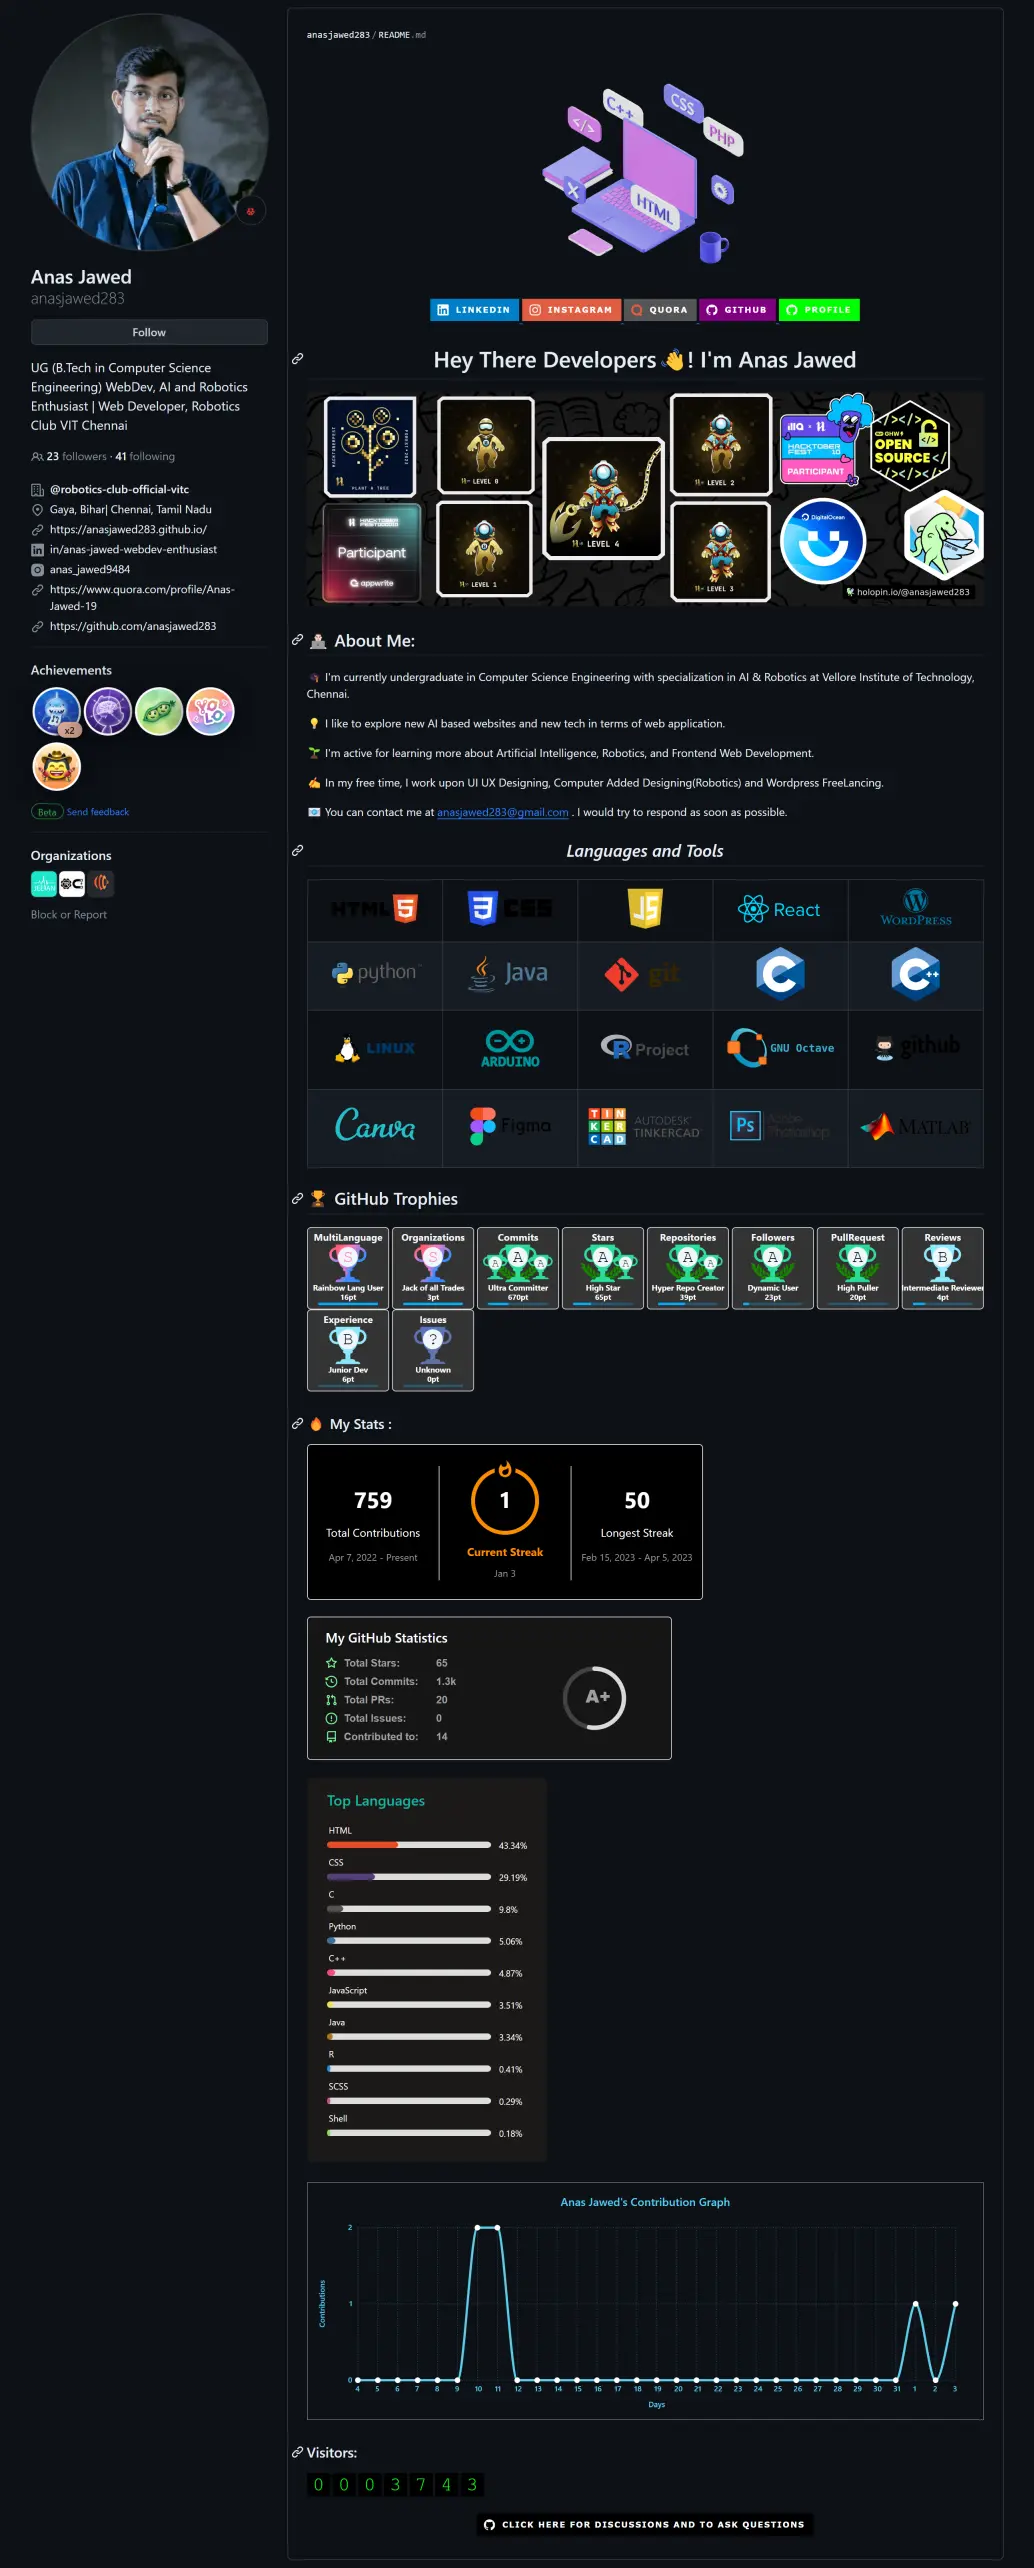 Anas Jawed
anasjawed283
Follow
UG (B.Tech in Computer Science
Engineering) WebDev, AI and Robotics
Enthusiast | Web Developer, Robotics
Club VIT Chennai
23 followers · 41 following
@robotics-club-official-vitc
Gaya, Bihar| Chennai, Tamil Nadu
https://anasjawed283.github.io/
in/anas-jawed-webdev-enthusiast
anas_jawed9484
https://www.quora.com/profile/Anas-
Jawed-19
https://github.com/anasjawed283
Achievements
x2
YOLO
Beta Send feedback
Organizations
Block or Report
anasjawed283 / README.md
</>
C++
CSS
PHP
X
HTML
LINKEDIN INSTAGRAM QUORA GITHUB PROFILE
Hey There Developers 👋! I'm Anas Jawed
HACKTOBERFEST
PLANT A TREE
LEVEL 0
LEVEL 1
LEVEL 4
LEVEL 2
LEVEL 3
HACKTOBER
Participant
appwrite
illa
HACKTOBER
FEST 10
PARTICIPANT
GHW
OPEN
SOURCE
</>
DigitalOcean
holopin.io/@anasjawed283
About Me:
I'm currently undergraduate in Computer Science Engineering with specialization in AI & Robotics at Vellore Institute of Technology,
Chennai.
💡 I like to explore new AI based websites and new tech in terms of web application.
🌱 I'm active for learning more about Artificial Intelligence, Robotics, and Frontend Web Development.
✍️ In my free time, I work upon UI UX Designing, Computer Added Designing(Robotics) and Wordpress FreeLancing.
📧 You can contact me at anasjawed283@gmail.com . I would try to respond as soon as possible.
Languages and Tools
HTML 5 3 CSS JS React WORDPRESS
python Java git C C++
LINUX ARDUINO R Project GNU Octave github
Canva Figma TINKERCAD AUTODESK TINKERCAD Ps Adobe Photoshop MATLAB
🏆 GitHub Trophies
MultiLanguage Organizations Commits Stars Repositories Followers PullRequest Reviews
S S A A A A A A A A A B
Rainbow Lang User Jack of all Trades Ultra Committer High Star Hyper Repo Creator Dynamic User High Puller Intermediate Reviewer
16pt 3pt 670pt 65pt 39pt 23pt 20pt 4pt
Experience Issues
B ?
Junior Dev Unknown
6pt 0pt
🔥 My Stats :
759 1 50
Total Contributions Current Streak Longest Streak
Apr 7, 2022 - Present Jan 3 Feb 15, 2023 - Apr 5, 2023
My GitHub Statistics
Total Stars: 65
Total Commits: 1.3k
Total PRs: 20
Total Issues: 0
Contributed to: 14
A+
Top Languages
HTML
43.34%
CSS
29.19%
C
9.8%
Python
5.06%
C++
4.87%
JavaScript
3.51%
Java
3.34%
R
0.41%
SCSS
0.29%
Shell
0.18%
Anas Jawed's Contribution Graph
2
1
0
Contributions
4 5 6 7 8 9 10 11 12 13 14 15 16 17 18 19 20 21 22 23 24 25 26 27 28 29 30 31 1 2 3
Days
Visitors:
0 0 0 3 7 4 3
CLICK HERE FOR DISCUSSIONS AND TO ASK QUESTIONS